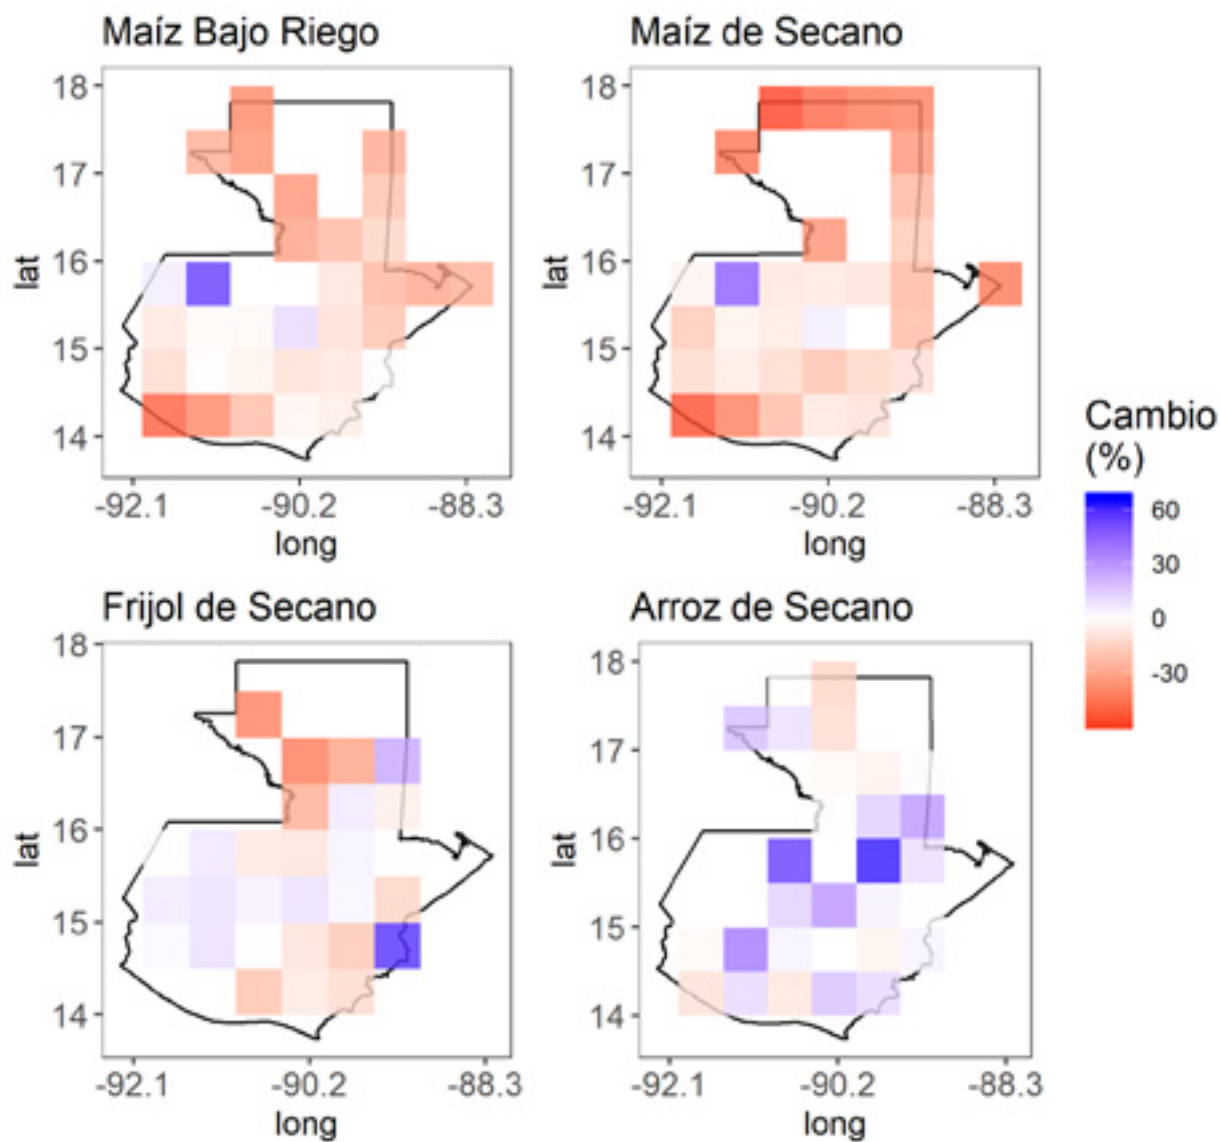 Maíz Bajo Riego
Maíz de Secano
lat
18
17
16
15
14
-92.1 -90.2 -88.3
long
lat
18
17
16
15
14
-92.1 -90.2 -88.3
long
Cambio
(%)
60
30
0
-30
Frijol de Secano
Arroz de Secano
lat
18
17
16
15
14
-92.1 -90.2 -88.3
long
lat
18
17
16
15
14
-92.1 -90.2 -88.3
long